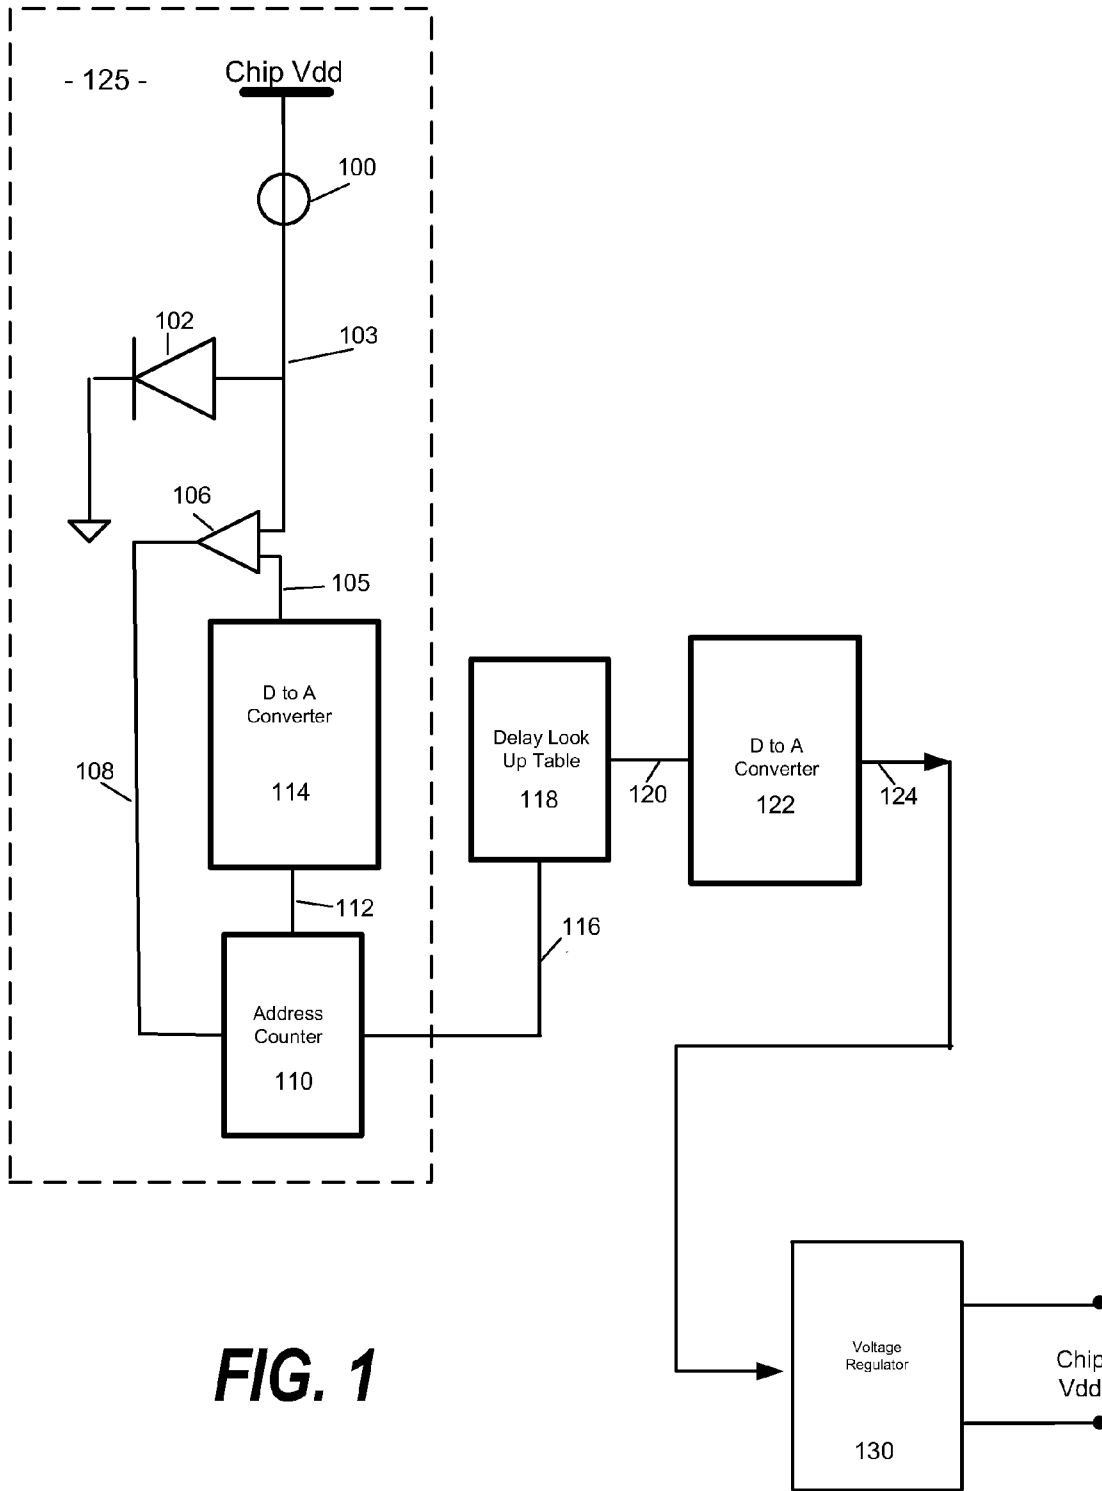 - 125 -
Chip Vdd
100
102
103
106
105
D to A
Converter
114
108
112
Address
Counter
110
Delay Look
Up Table
118
116
120
D to A
Converter
122
124
Voltage
Regulator
130
Chip
Vdd
FIG. 1